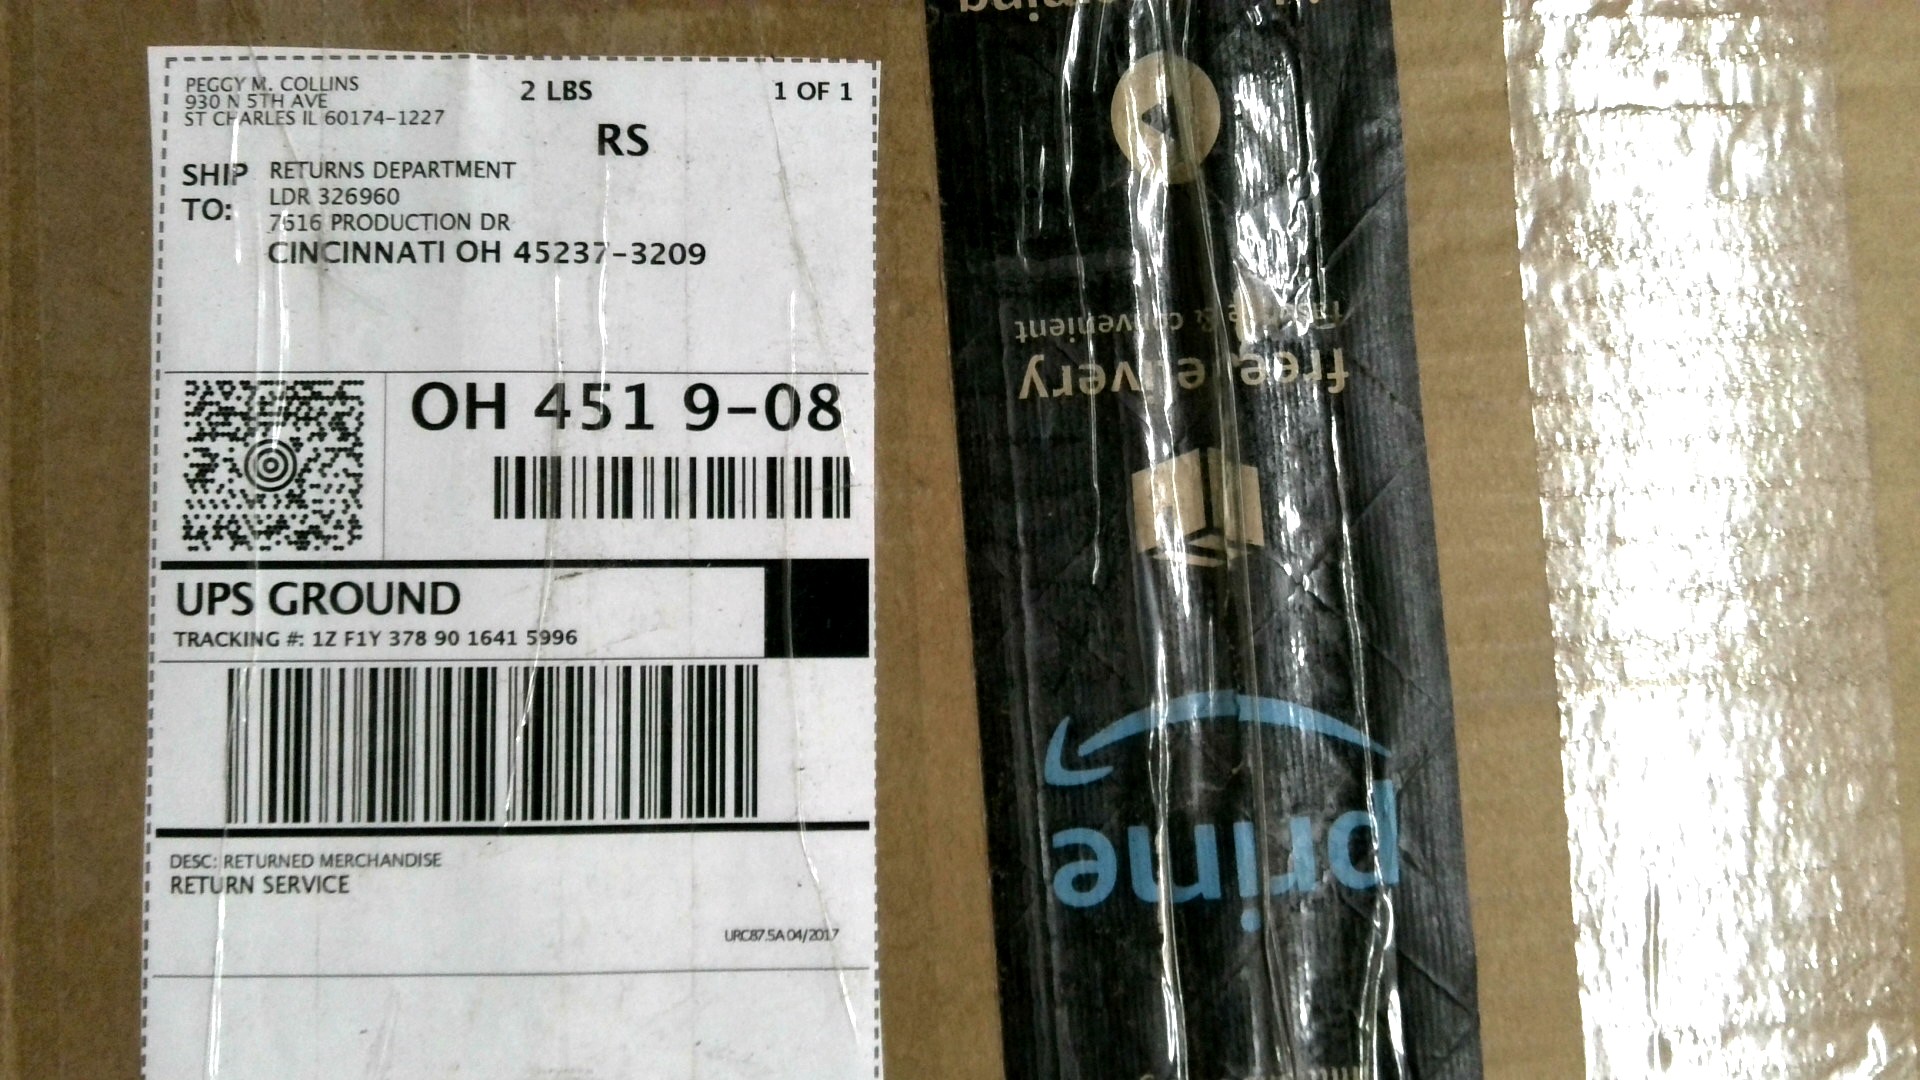 PEGGY M. COLLINS
930 N 5TH AVE
ST CHARLES IL 60174-1227
2 LBS
1 OF 1
RS
SHIP TO:
RETURNS DEPARTMENT
LDR 326960
7616 PRODUCTION DR
CINCINNATI OH 45237-3209
OH 451 9-08
UPS GROUND
TRACKING #: 1Z F1Y 378 90 1641 5996
DESC: RETURNED MERCHANDISE
RETURN SERVICE
URC87.5A 04/2017
prime
free delivery
& convenient